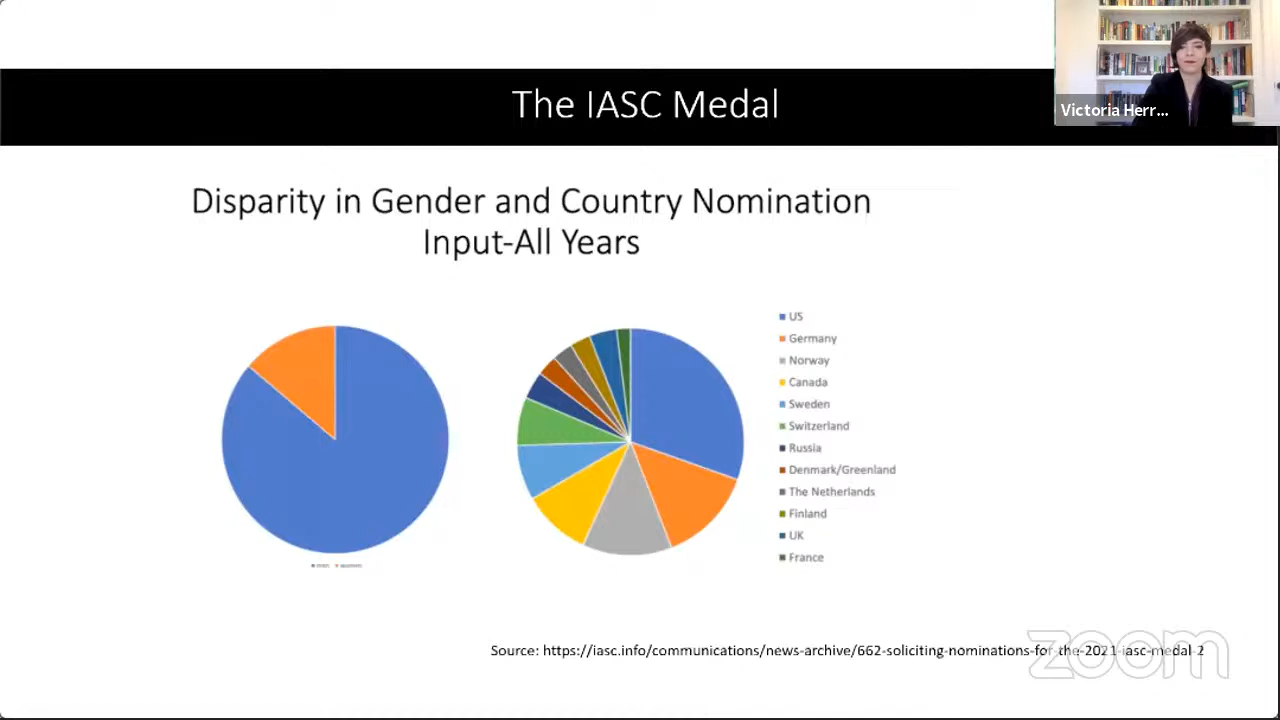 The IASC Medal
Victoria Herr...
Disparity in Gender and Country Nomination
Input-All Years
US
Germany
Norway
Canada
Sweden
Switzerland
Russia
Denmark/Greenland
The Netherlands
Finland
UK
France
Source: https://iasc.info/communications/news-archive/662-soliciting-nominations-for-the-2021-iasc-medal-2
zoom